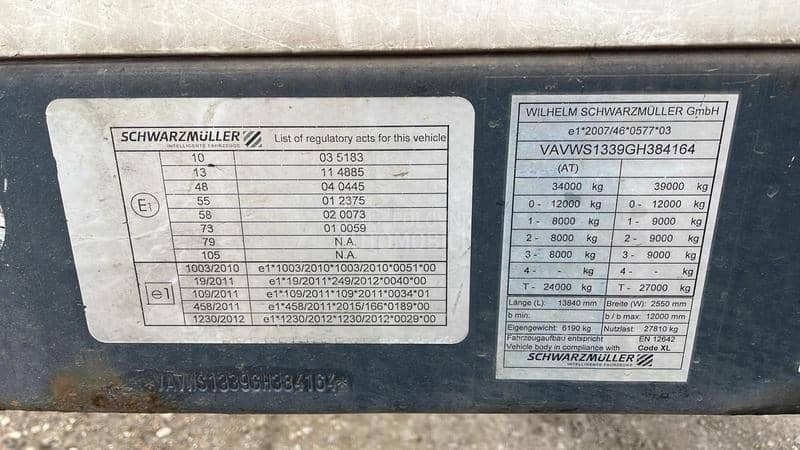 SCHWARZMÜLLER List of regulatory acts for this vehicle
INTELLIGENTE FAHRZEUGE
E1
10 03 5183
13 11 4885
48 04 0445
55 01 2375
58 02 0073
73 01 0059
79 N.A.
105 N.A.
e1
1003/2010 e1*1003/2010*1003/2010*0051*00
19/2011 e1*19/2011*249/2012*0040*00
109/2011 e1*109/2011*109*2011*0034*01
458/2011 e1*458/2011*2015/166*0189*00
1230/2012 e1*1230/2012*1230/2012*0029*00
WILHELM SCHWARZMÜLLER GmbH
e1*2007/46*0577*03
VAVWS1339GH384164
(AT)
34000 kg 39000 kg
0 - 12000 kg 0 - 12000 kg
1 - 8000 kg 1 - 9000 kg
2 - 8000 kg 2 - 9000 kg
3 - 8000 kg 3 - 9000 kg
4 - - kg 4 - - kg
T - 24000 kg T - 27000 kg
Länge (L): 13840 mm Breite (W): 2550 mm
b min: b / b max: 12000 mm
Eigengewicht: 6190 kg Nutzlast: 27810 kg
Fahrzeugaufbau entspricht EN 12642
Vehicle body in compliance with Code XL
SCHWARZMÜLLER
INTELLIGENTE FAHRZEUGE
*VAVWS1339GH384164*